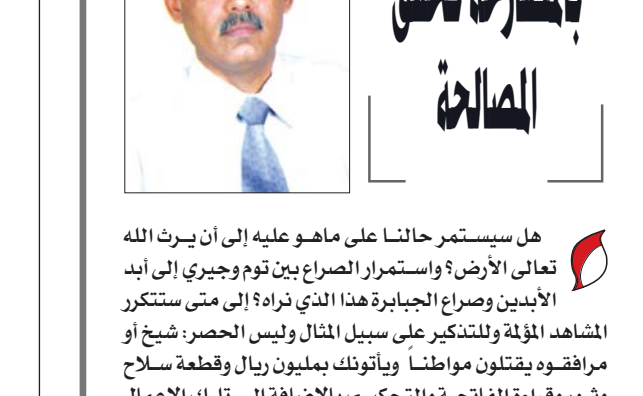 المصالحة
هل سيستمر حالنا على ماهو عليه إلى أن يرث الله
تعالى الأرض؟ واستمرار الصراع بين توم وجيري إلى أبد
الأبدين وصراع الجبابرة هذا الذي نراه؟ إلى متى ستتكرر
المشاهد المؤلمة وللتذكير على سبيل المثال وليس الحصر: شيخ أو
مرافقوه يقتلون مواطناً ويأتونك بمليون ريال وقطعة سلاح